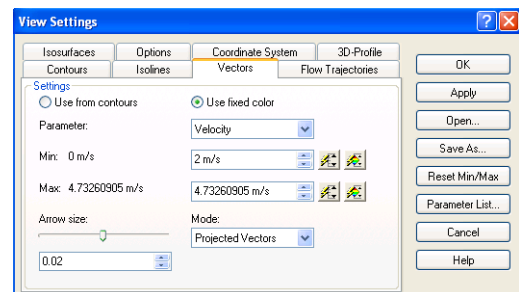 View Settings
Isosurfaces Options Coordinate System 3D-Profile
Contours Isolines Vectors Flow Trajectories
Settings
Use from contours Use fixed color
Parameter: Velocity
Min: 0 m/s 2 m/s
Max: 4.73260905 m/s 4.73260905 m/s
Arrow size: Mode:
Projected Vectors
0.02
OK
Apply
Open...
Save As...
Reset Min/Max
Parameter List...
Cancel
Help